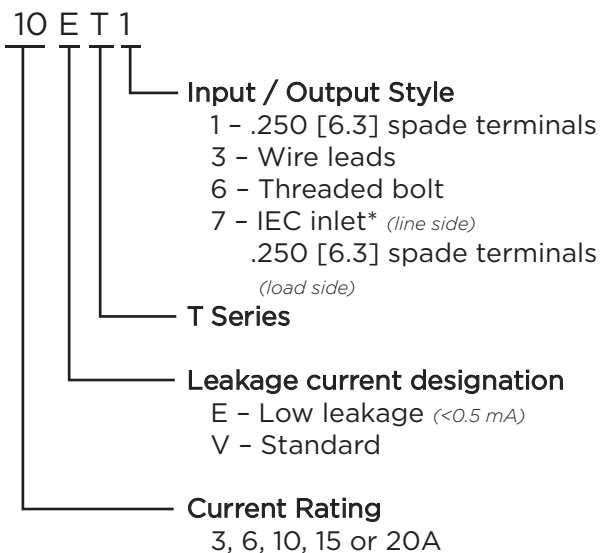 10 E T 1
Input / Output Style
1 – .250 [6.3] spade terminals
3 – Wire leads
6 – Threaded bolt
7 – IEC inlet* (line side)
.250 [6.3] spade terminals
(load side)
T Series
Leakage current designation
E – Low leakage (<0.5 mA)
V – Standard
Current Rating
3, 6, 10, 15 or 20A